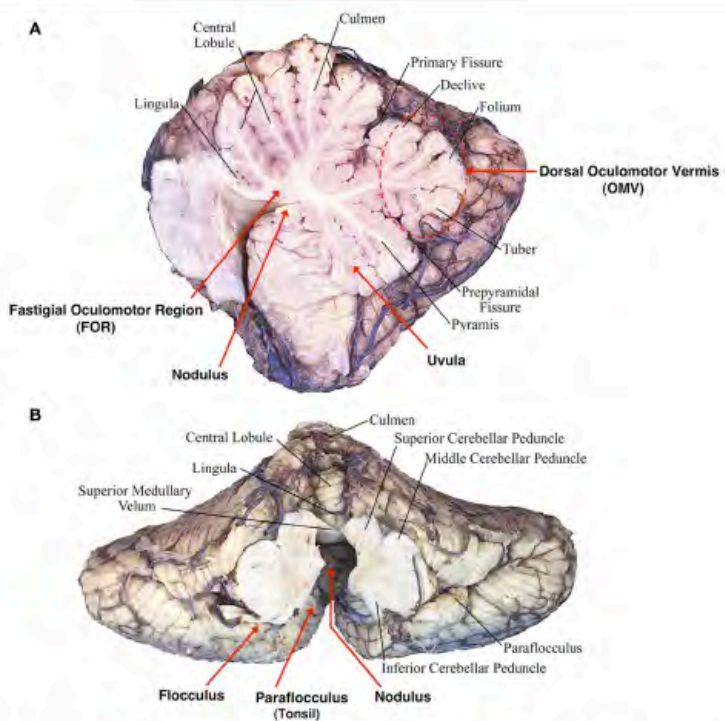 A
Culmen
Central
Lobule
Primary Fissure
Declive
Lingula
Folium
Dorsal Oculomotor Vermis
(OMV)
Tuber
Prepyramidal
Fissure
Fastigial Oculomotor Region
(FOR)
Pyramis
Uvula
Nodulus
B
Culmen
Central Lobule
Superior Cerebellar Peduncle
Middle Cerebellar Peduncle
Lingula
Superior Medullary
Velum
Paraflocculus
Inferior Cerebellar Peduncle
Flocculus
Paraflocculus
(Tonsil)
Nodulus